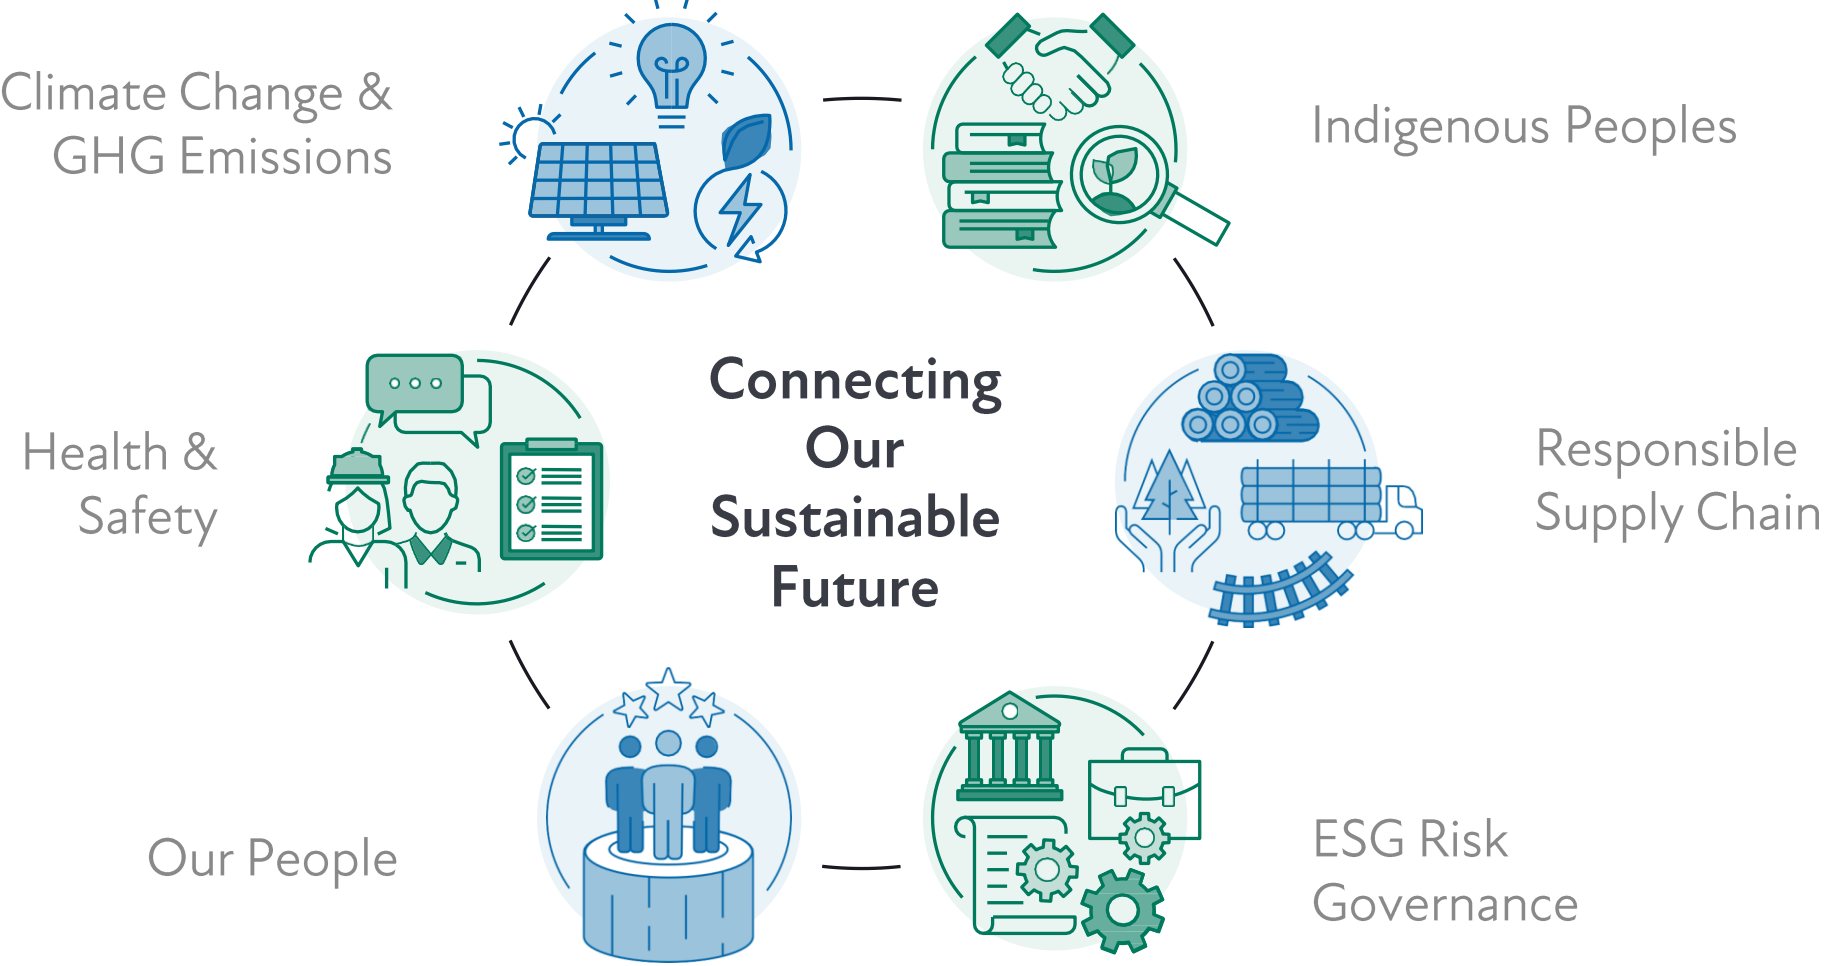 Climate Change &
GHG Emissions
Indigenous Peoples
Health &
Safety
Connecting
Our
Sustainable
Future
Responsible
Supply Chain
Our People
ESG Risk
Governance